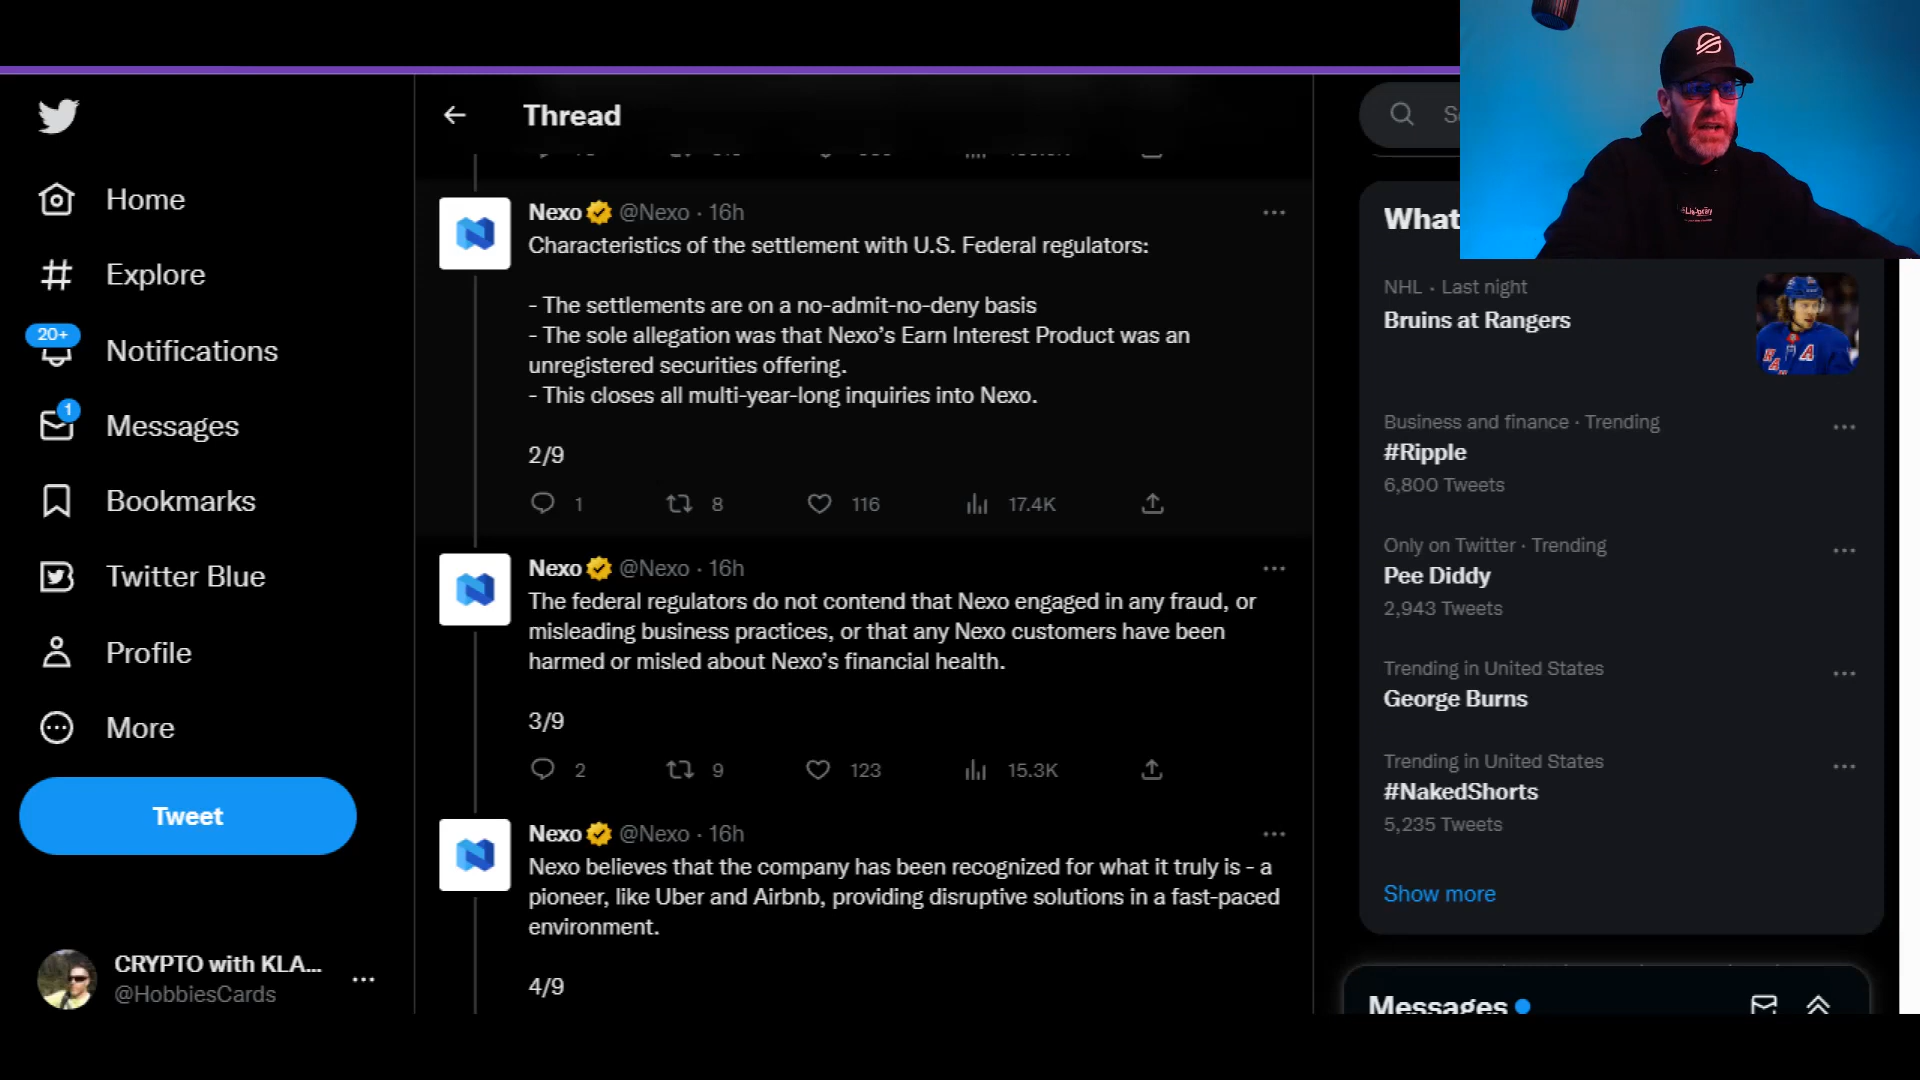 Thread
Home
Explore
20+
Notifications
1
Messages
Bookmarks
Twitter Blue
Profile
More
Tweet
CRYPTO with KLA...
@HobbiesCards
Nexo @Nexo · 16h
Characteristics of the settlement with U.S. Federal regulators:
- The settlements are on a no-admit-no-deny basis
- The sole allegation was that Nexo's Earn Interest Product was an
unregistered securities offering.
- This closes all multi-year-long inquiries into Nexo.
2/9
1 8 116 17.4K
Nexo @Nexo · 16h
The federal regulators do not contend that Nexo engaged in any fraud, or
misleading business practices, or that any Nexo customers have been
harmed or misled about Nexo's financial health.
3/9
2 9 123 15.3K
Nexo @Nexo · 16h
Nexo believes that the company has been recognized for what it truly is - a
pioneer, like Uber and Airbnb, providing disruptive solutions in a fast-paced
environment.
4/9
What
NHL · Last night
Bruins at Rangers
Business and finance · Trending
#Ripple
6,800 Tweets
Only on Twitter · Trending
Pee Diddy
2,943 Tweets
Trending in United States
George Burns
Trending in United States
#NakedShorts
5,235 Tweets
Show more
Messages